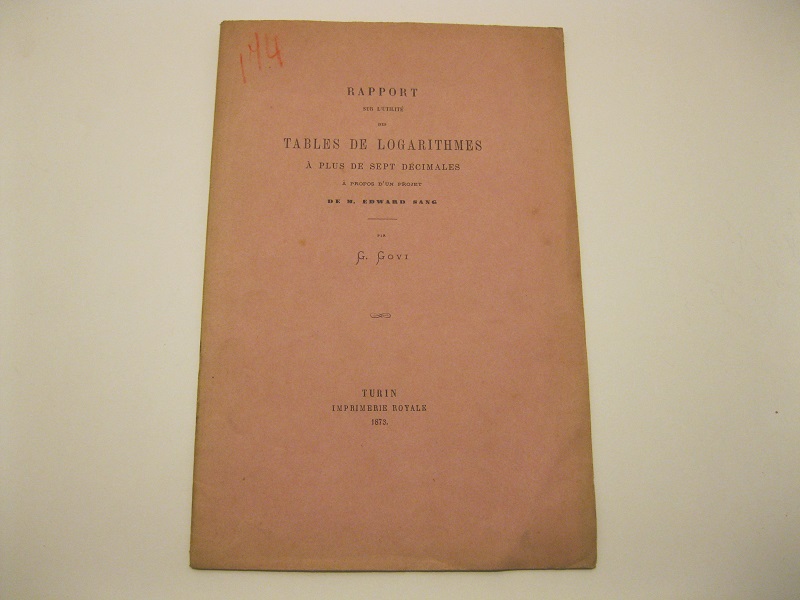 144
RAPPORT
SUR L'UTILITÉ
DES
TABLES DE LOGARITHMES
À PLUS DE SEPT DÉCIMALES
À PROPOS D'UN PROJET
DE M. EDWARD SANG
PAR
G. GOVI
TURIN
IMPRIMERIE ROYALE
1873.